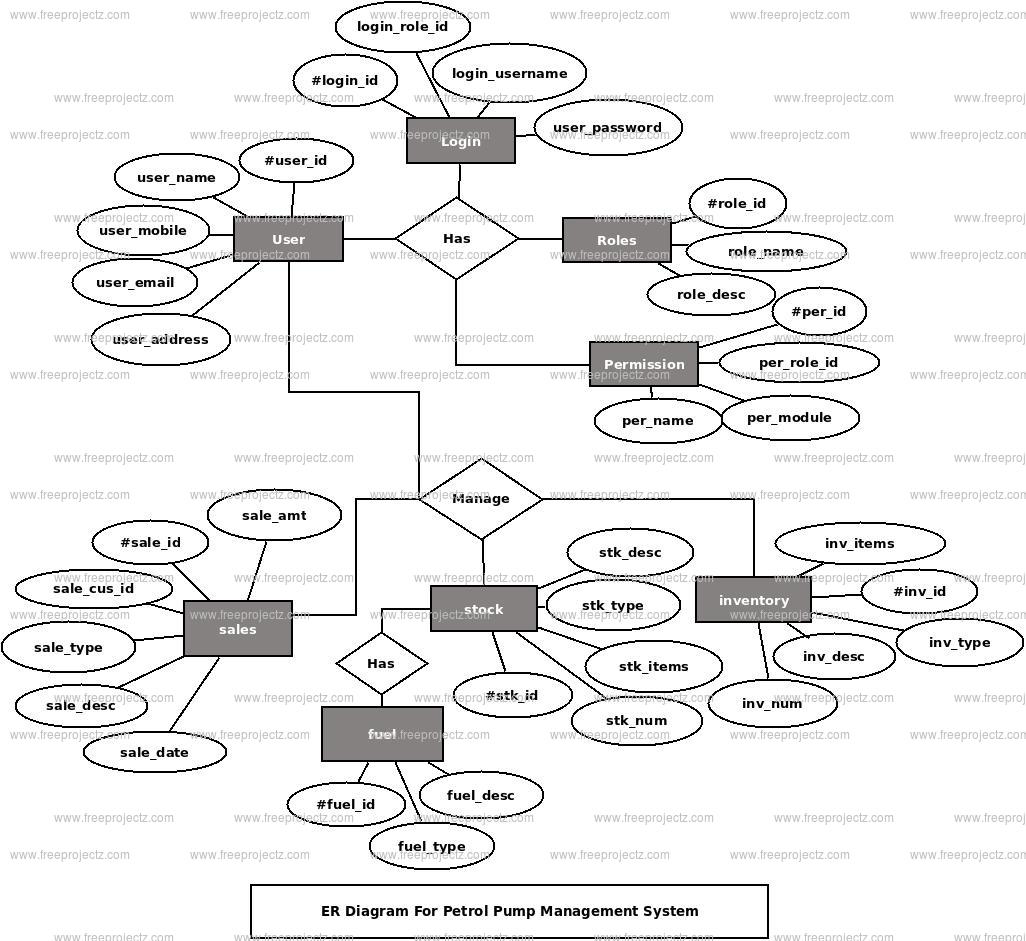 login_role_id
#login_id
login_username
user_password
Login
#user_id
user_name
user_mobile
user_email
user_address
User
Has
Roles
#role_id
role_name
role_desc
#per_id
Permission
per_role_id
per_name
per_module
Manage
sale_amt
#sale_id
sale_cus_id
sale_type
sale_desc
sale_date
sales
stock
stk_desc
stk_type
stk_items
#stk_id
stk_num
inventory
inv_items
#inv_id
inv_type
inv_desc
inv_num
Has
fuel
#fuel_id
fuel_desc
fuel_type
ER Diagram For Petrol Pump Management System
www.freeprojectz.com